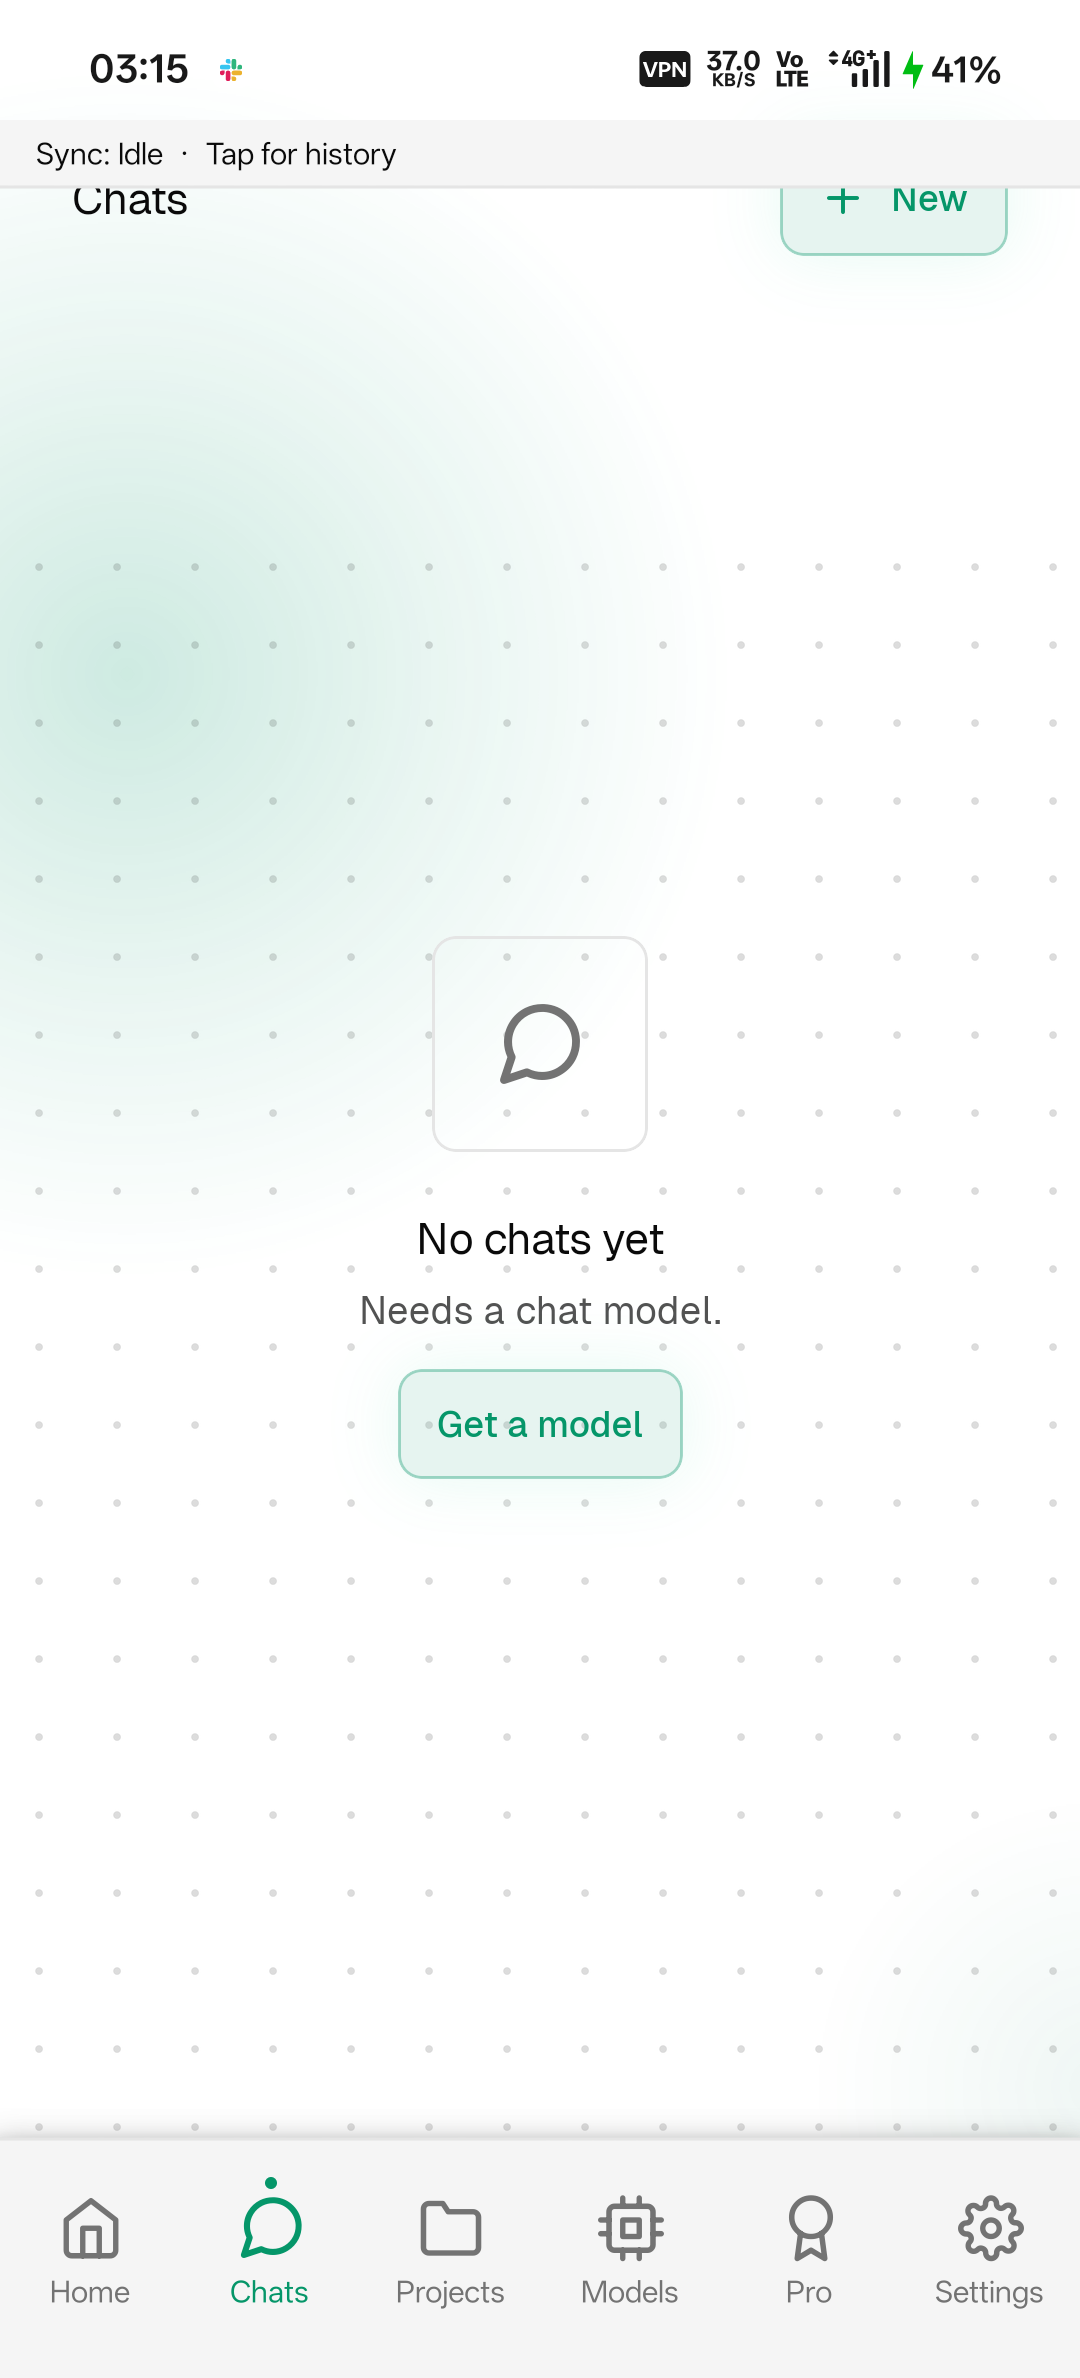 03:15
VPN 37.0 KB/S Vo LTE 4G+ 41%
Sync: Idle · Tap for history
Chats
New
No chats yet
Needs a chat model.
Get a model
Home Chats Projects Models Pro Settings